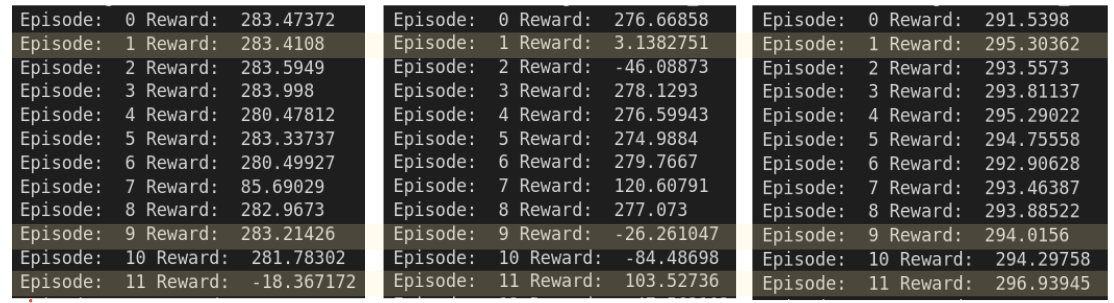 Episode:  0 Reward:  283.47372
Episode:  1 Reward:  283.4108
Episode:  2 Reward:  283.5949
Episode:  3 Reward:  283.998
Episode:  4 Reward:  280.47812
Episode:  5 Reward:  283.33737
Episode:  6 Reward:  280.49927
Episode:  7 Reward:  85.69029
Episode:  8 Reward:  282.9673
Episode:  9 Reward:  283.21426
Episode:  10 Reward:  281.78302
Episode:  11 Reward:  -18.367172
Episode:  0 Reward:  276.66858
Episode:  1 Reward:  3.1382751
Episode:  2 Reward:  -46.08873
Episode:  3 Reward:  278.1293
Episode:  4 Reward:  276.59943
Episode:  5 Reward:  274.9884
Episode:  6 Reward:  279.7667
Episode:  7 Reward:  120.60791
Episode:  8 Reward:  277.073
Episode:  9 Reward:  -26.261047
Episode:  10 Reward:  -84.48698
Episode:  11 Reward:  103.52736
Episode:  0 Reward:  291.5398
Episode:  1 Reward:  295.30362
Episode:  2 Reward:  293.5573
Episode:  3 Reward:  293.81137
Episode:  4 Reward:  295.29022
Episode:  5 Reward:  294.75558
Episode:  6 Reward:  292.90628
Episode:  7 Reward:  293.46387
Episode:  8 Reward:  293.88522
Episode:  9 Reward:  294.0156
Episode:  10 Reward:  294.29758
Episode:  11 Reward:  296.93945